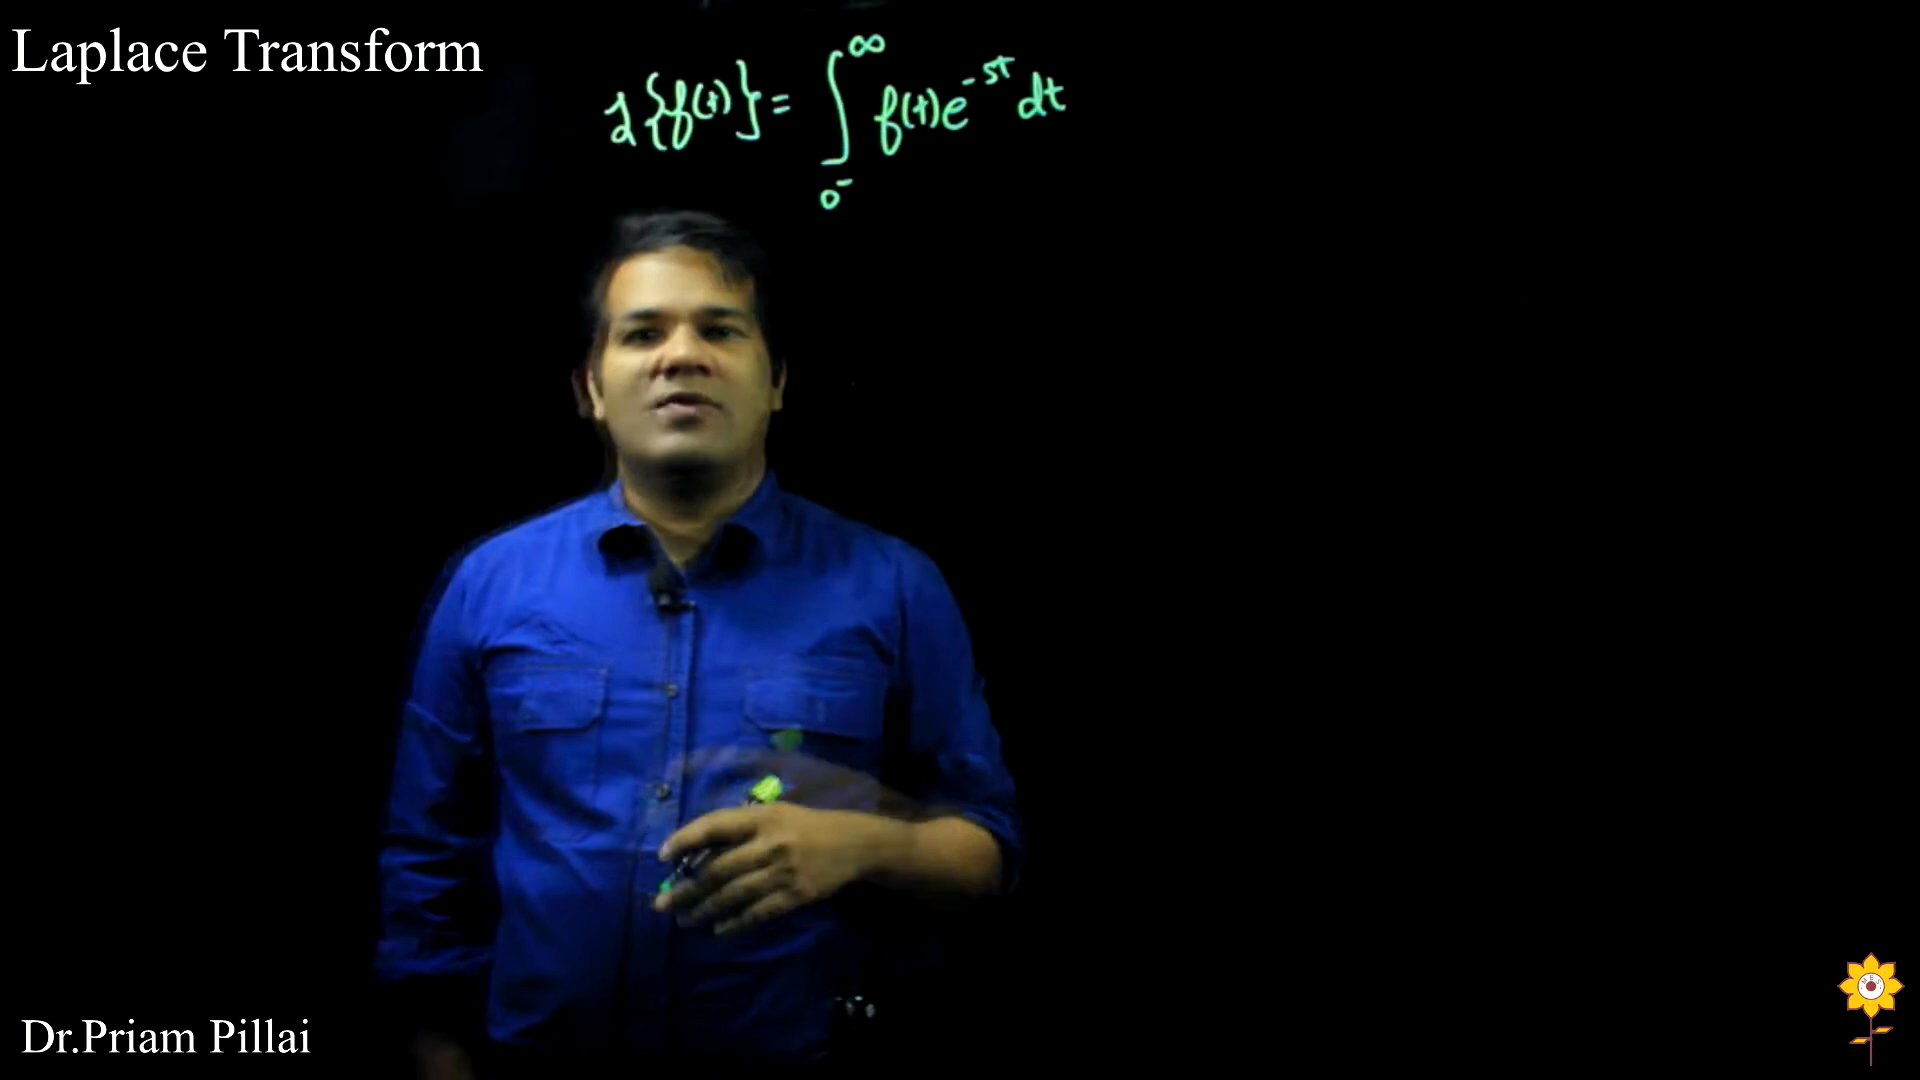 Laplace Transform
ℒ{f(t)} = ∫₀₋^∞ f(t)e^{-st} dt
Dr.Priam Pillai